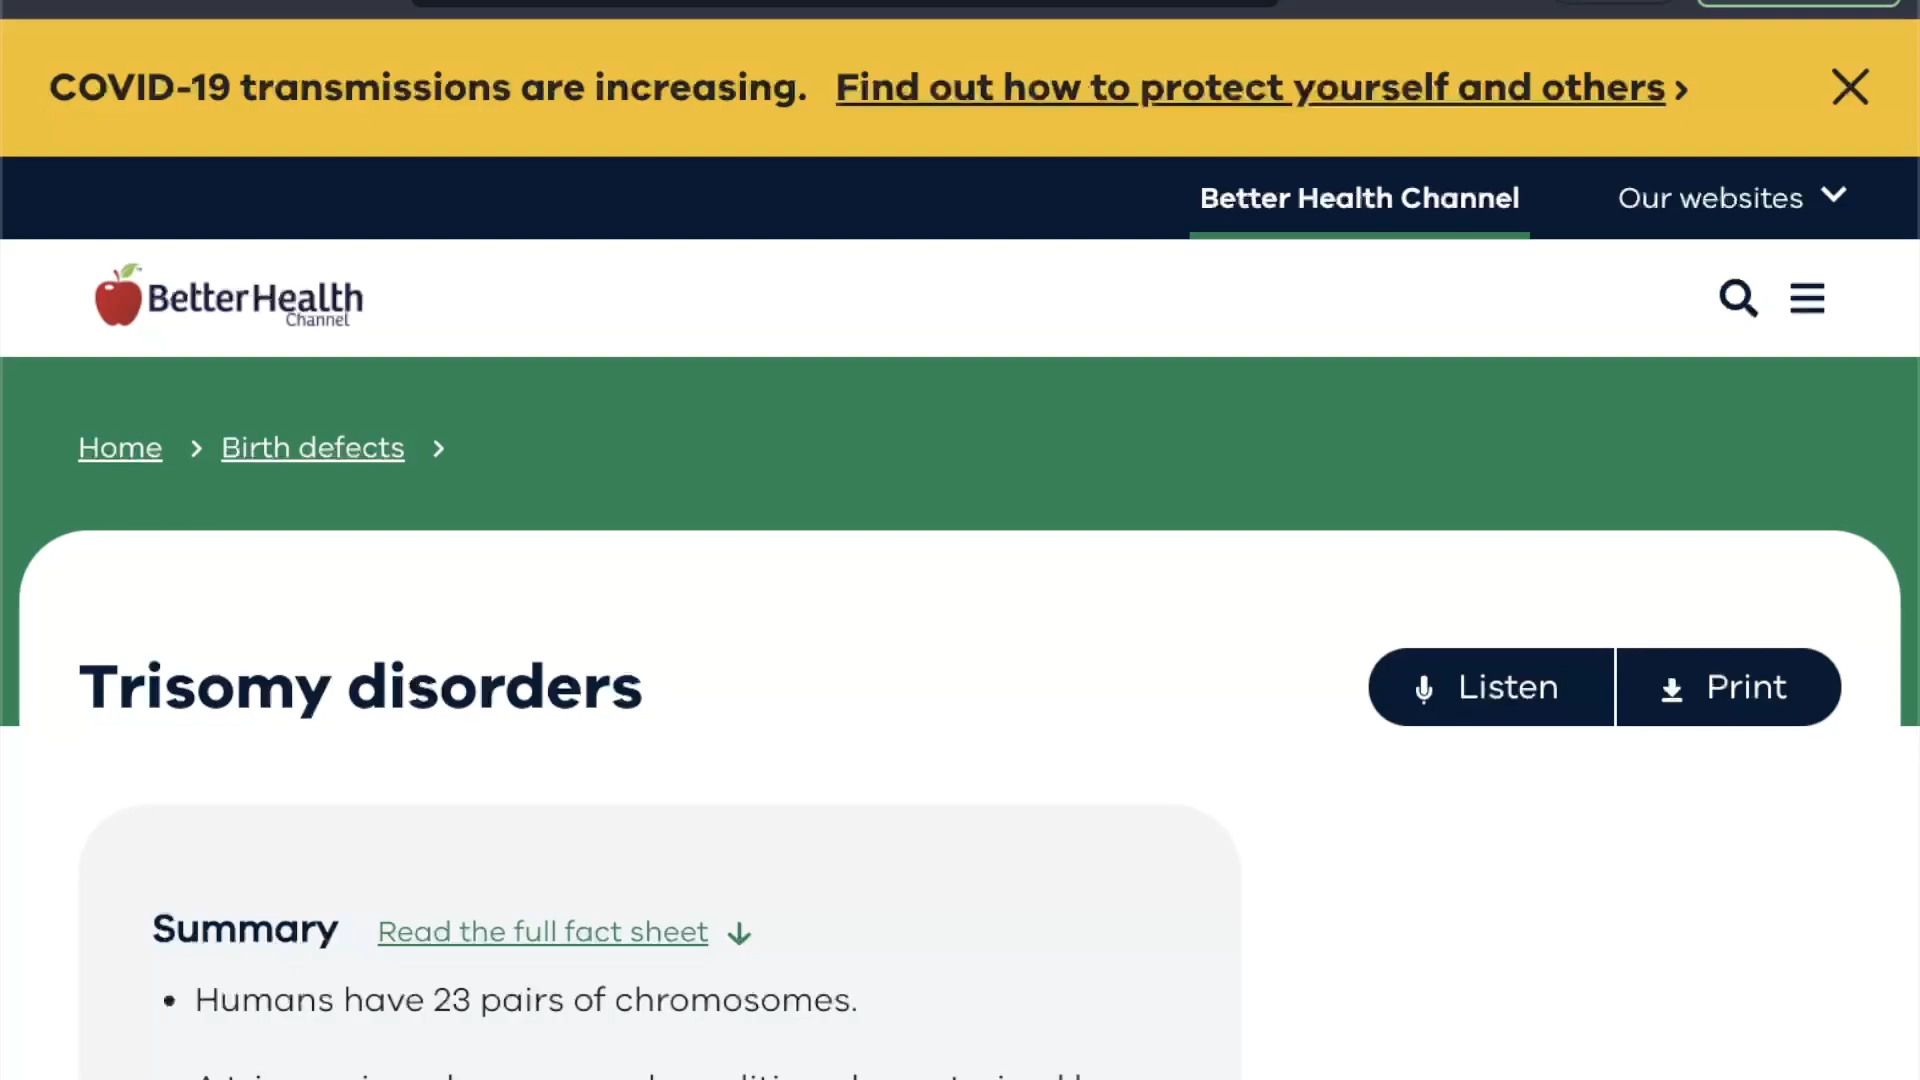 COVID-19 transmissions are increasing. Find out how to protect yourself and others ›
Better Health Channel Our websites
BetterHealth
Channel
Home › Birth defects ›
Trisomy disorders
Listen Print
Summary Read the full fact sheet ↓
• Humans have 23 pairs of chromosomes.